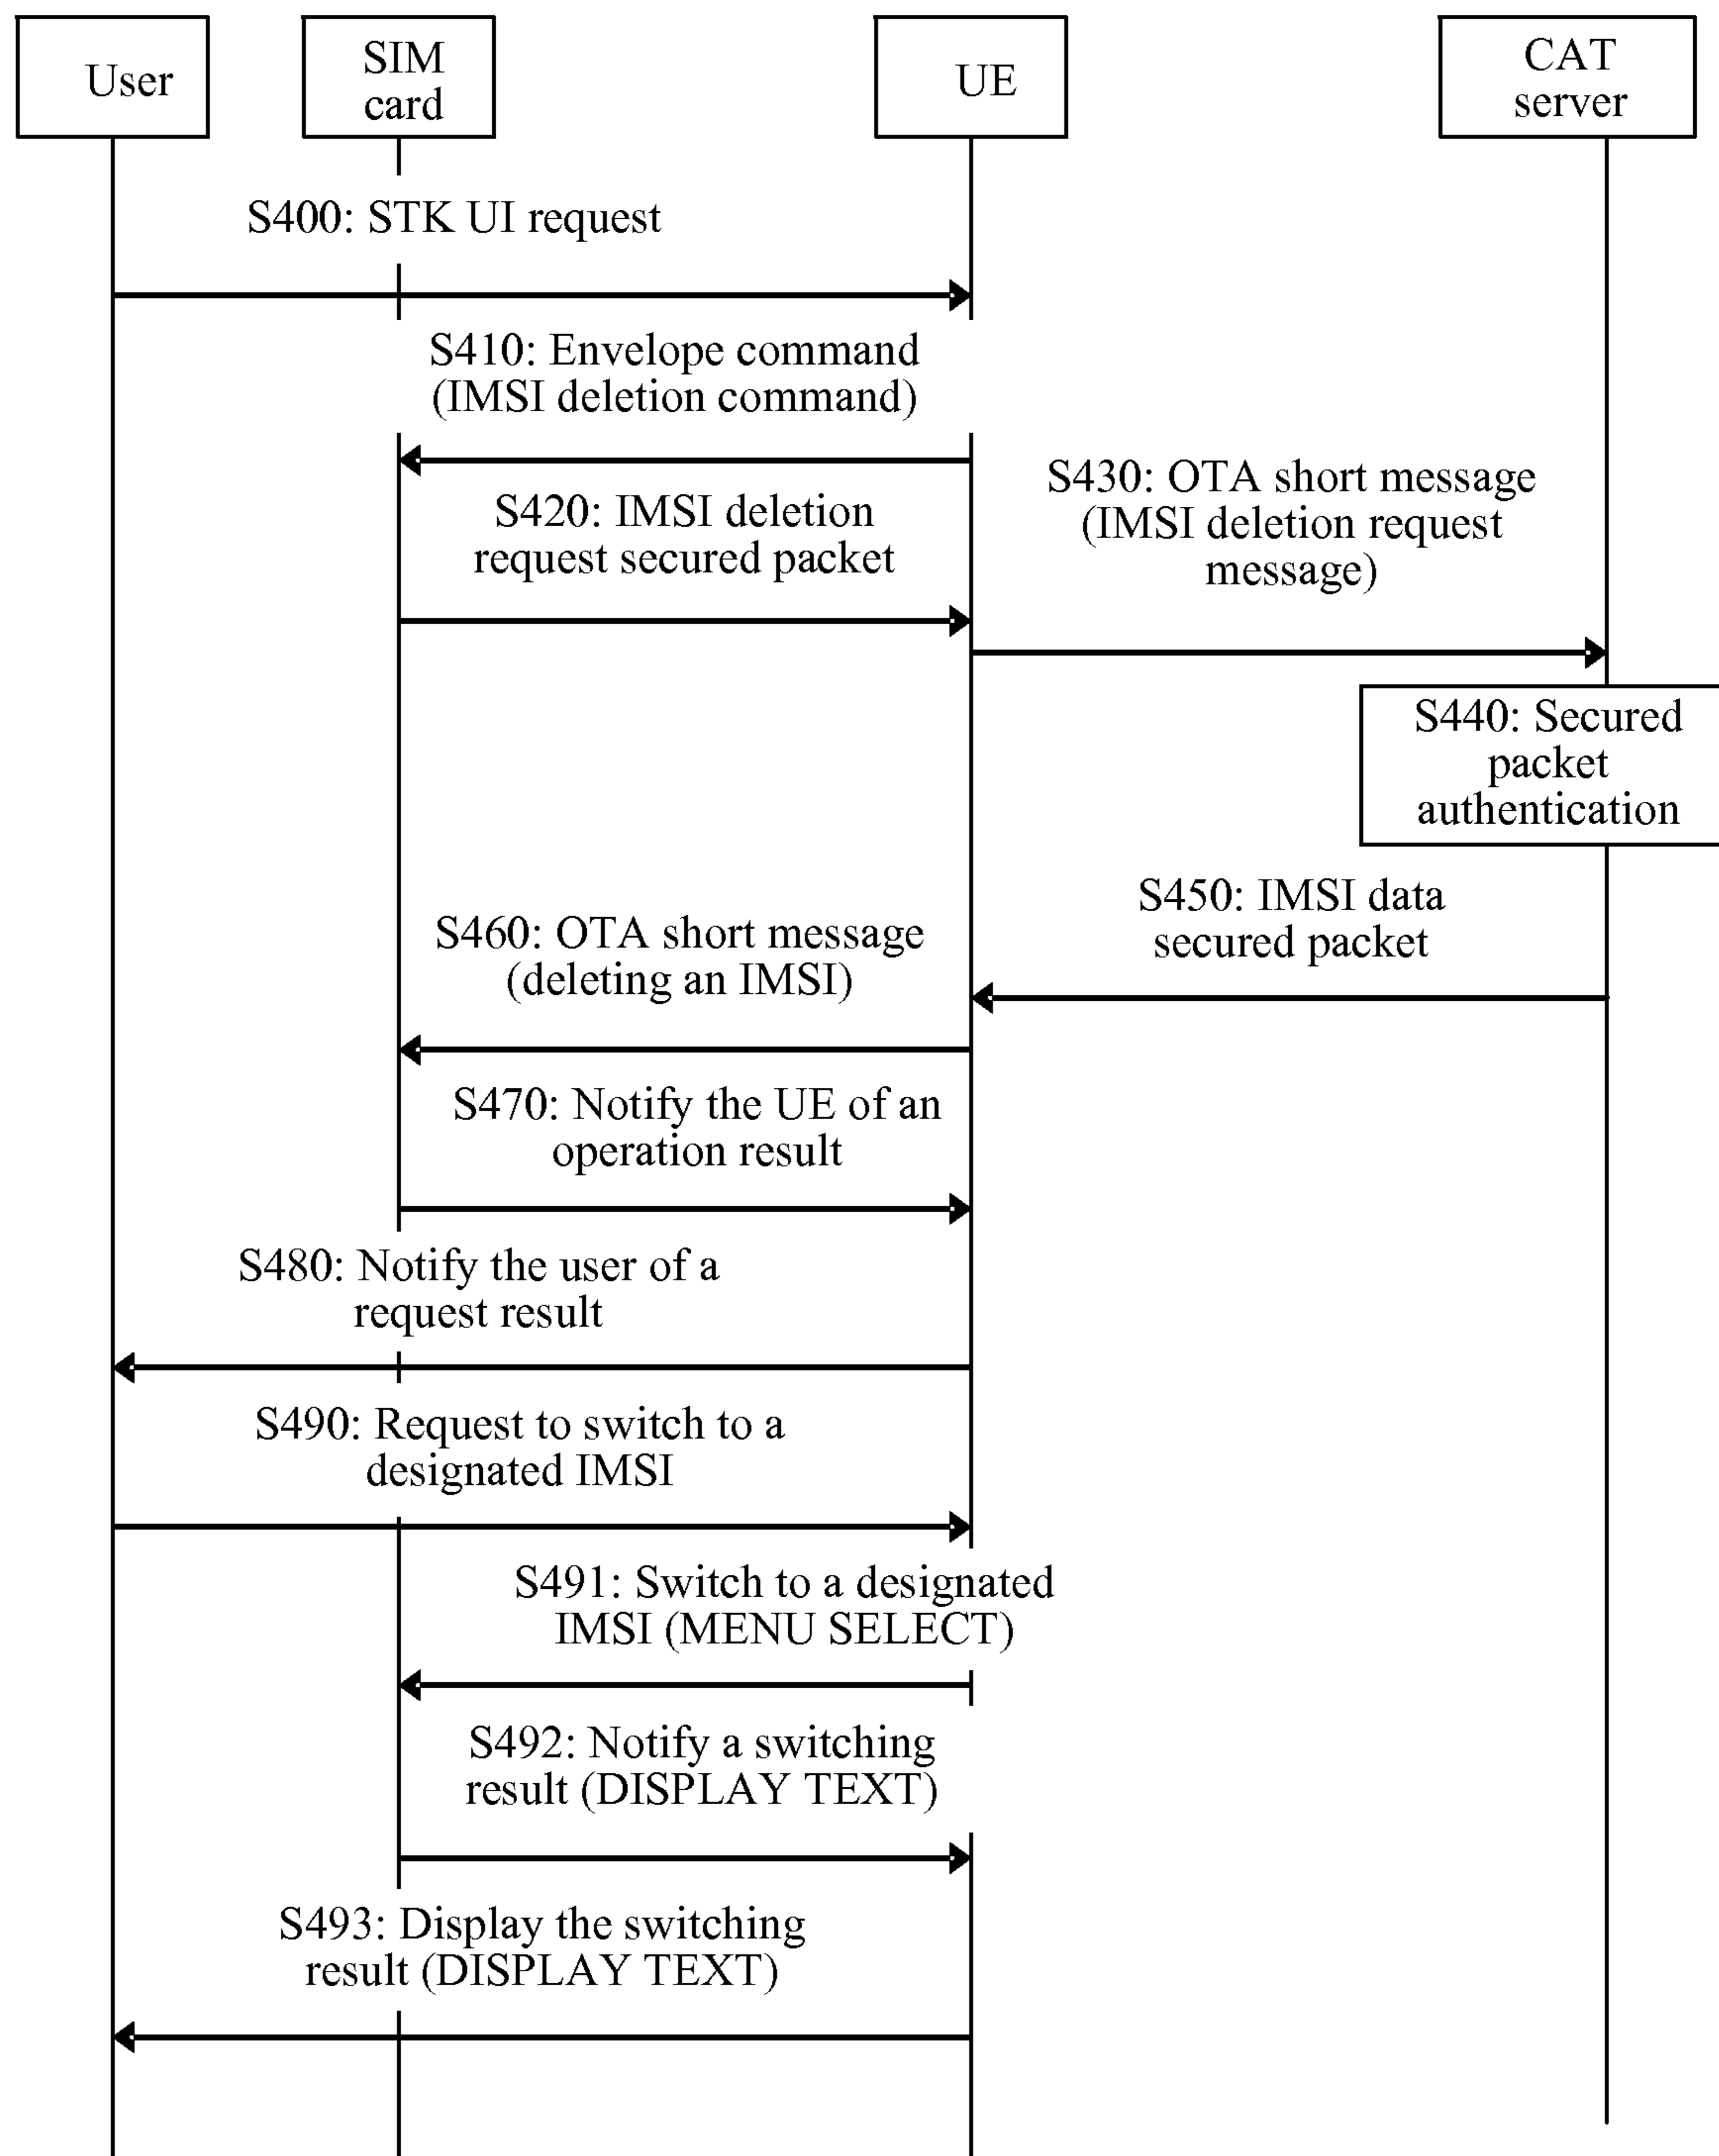 User
SIM
card
UE
CAT
server
S400: STK UI request
S410: Envelope command
(IMSI deletion command)
S420: IMSI deletion
request secured packet
S430: OTA short message
(IMSI deletion request
message)
S440: Secured
packet
authentication
S450: IMSI data
secured packet
S460: OTA short message
(deleting an IMSI)
S470: Notify the UE of an
operation result
S480: Notify the user of a
request result
S490: Request to switch to a
designated IMSI
S491: Switch to a designated
IMSI (MENU SELECT)
S492: Notify a switching
result (DISPLAY TEXT)
S493: Display the switching
result (DISPLAY TEXT)